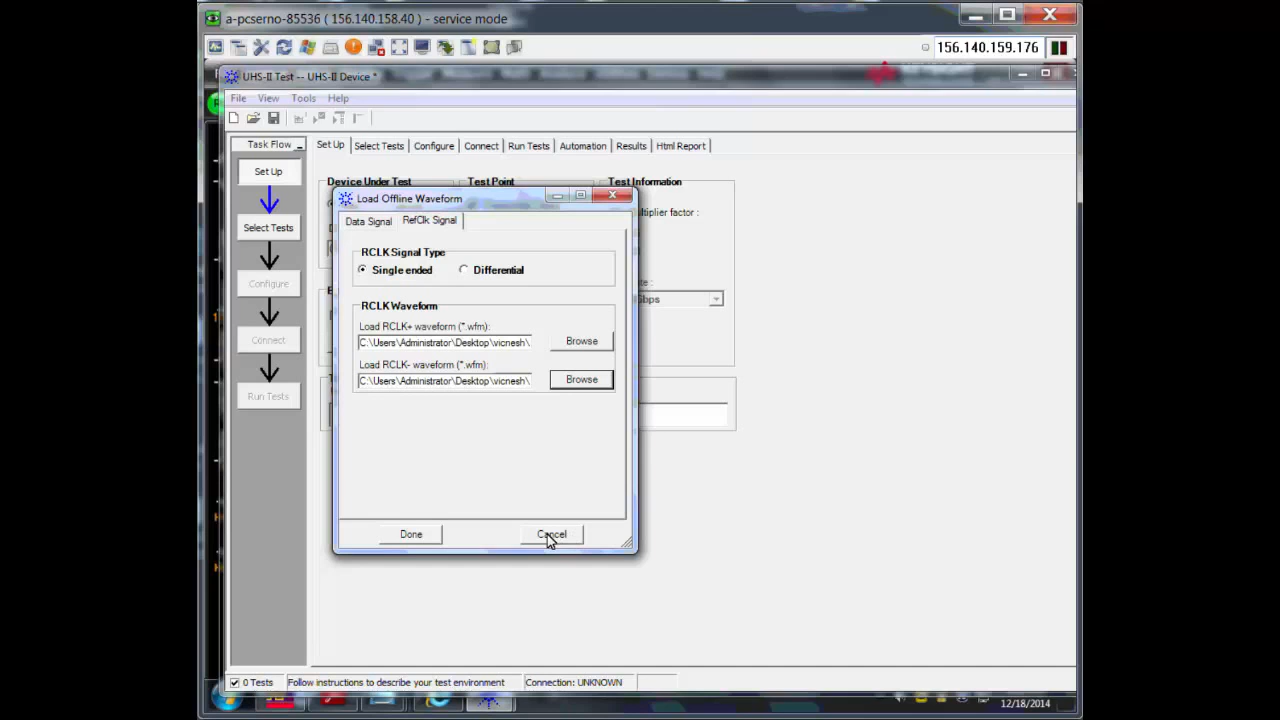 a-pcserno-85536 ( 156.140.158.40 ) - service mode
156.140.159.176
UHS-II Test -- UHS-II Device *
File View Tools Help
Task Flow
Set Up Select Tests Configure Connect Run Tests Automation Results Html Report
Set Up
Select Tests
Configure
Connect
Run Tests
Device Under Test
Test Point
Test Information
ultiplier factor :
te :
Gbps
Load Offline Waveform
Data Signal RefClk Signal
RCLK Signal Type
Single ended Differential
RCLK Waveform
Load RCLK+ waveform (*.wfm):
C:\Users\Administrator\Desktop\vicnesh\ Browse
Load RCLK- waveform (*.wfm):
C:\Users\Administrator\Desktop\vicnesh\ Browse
Done Cancel
0 Tests Follow instructions to describe your test environment Connection: UNKNOWN
12/18/2014